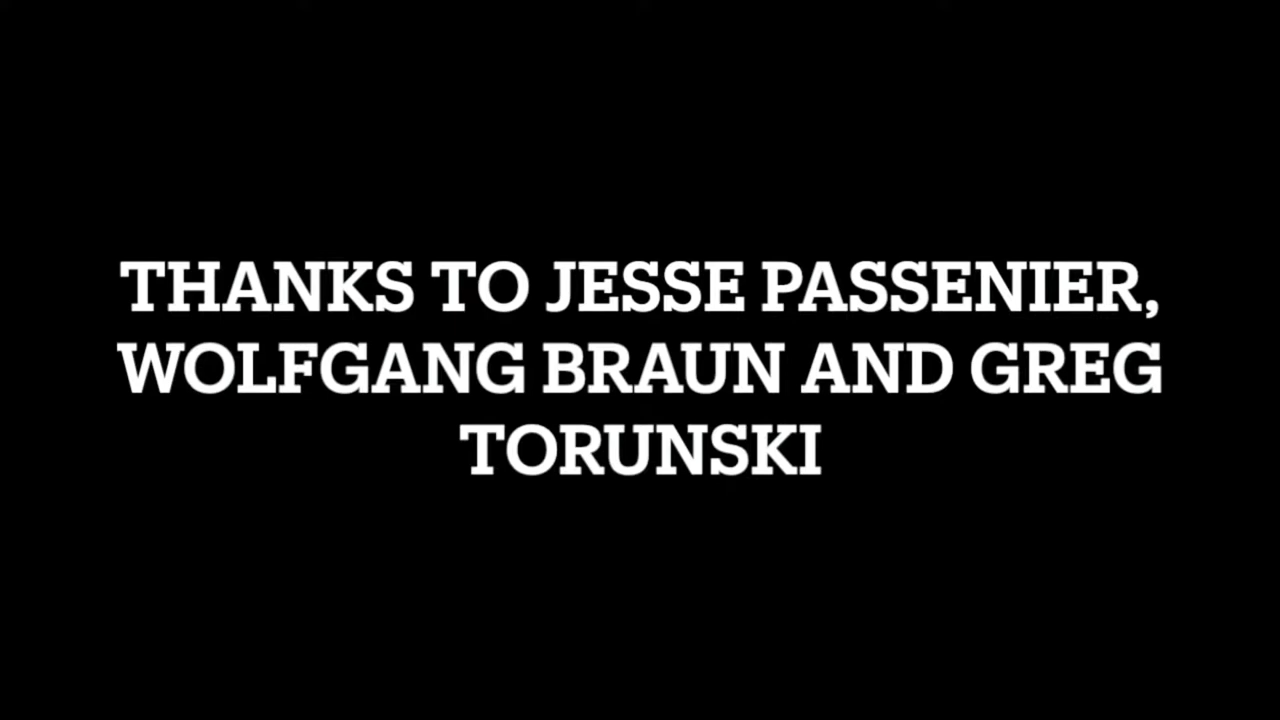 THANKS TO JESSE PASSENIER,
WOLFGANG BRAUN AND GREG
TORUNSKI